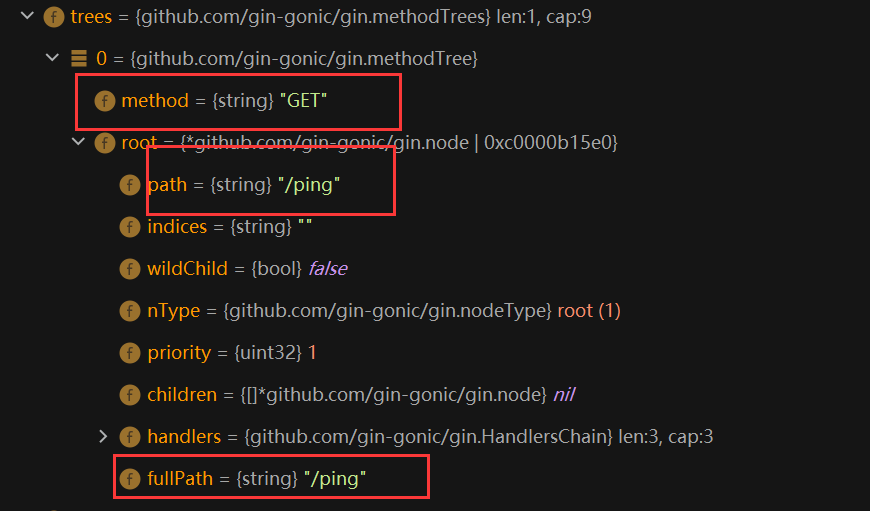 trees = {github.com/gin-gonic/gin.methodTrees} len:1, cap:9
0 = {github.com/gin-gonic/gin.methodTree}
f method = {string} "GET"
f root = {*github.com/gin-gonic/gin.node | 0xc0000b15e0}
f path = {string} "/ping"
f indices = {string} ""
f wildChild = {bool} false
f nType = {github.com/gin-gonic/gin.nodeType} root (1)
f priority = {uint32} 1
f children = {[]*github.com/gin-gonic/gin.node} nil
f handlers = {github.com/gin-gonic/gin.HandlersChain} len:3, cap:3
f fullPath = {string} "/ping"